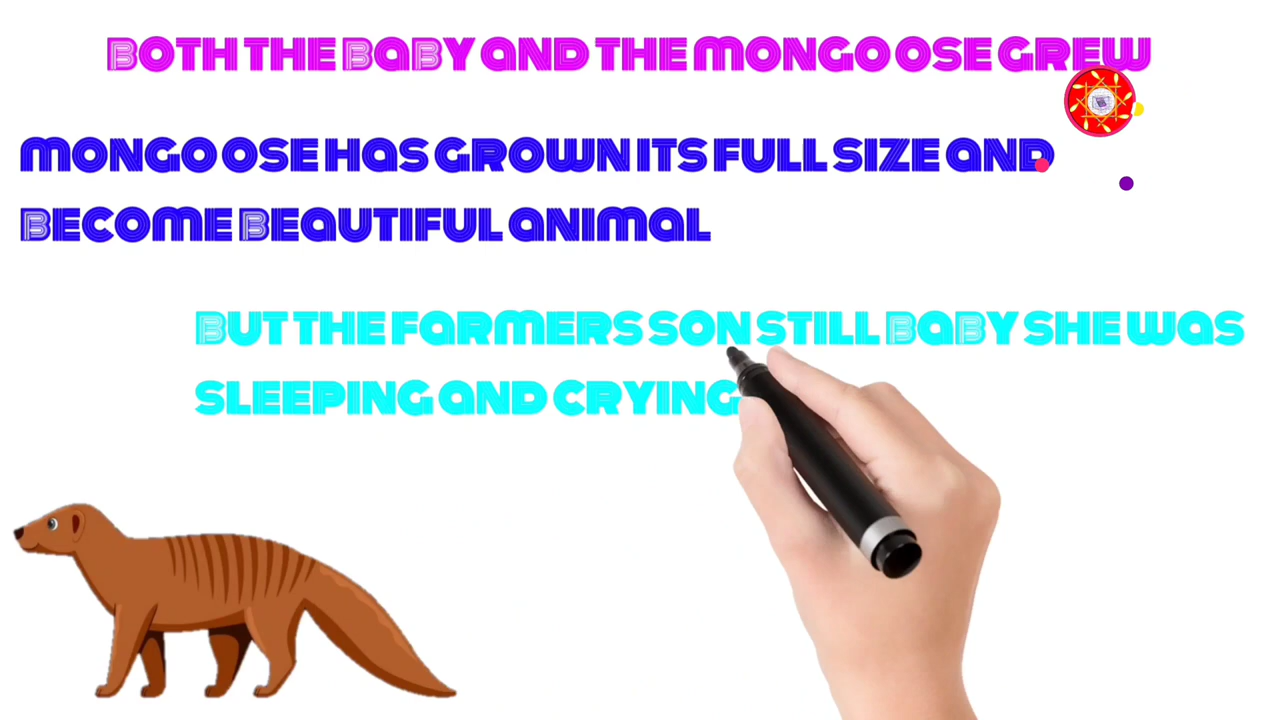 BOTH THE BABY AND THE MONGOOSE GREW
MONGOOSE HAS GROWN ITS FULL SIZE AND
BECOME BEAUTIFUL ANIMAL
BUT THE FARMERS SON STILL BABY SHE WAS
SLEEPING AND CRYING